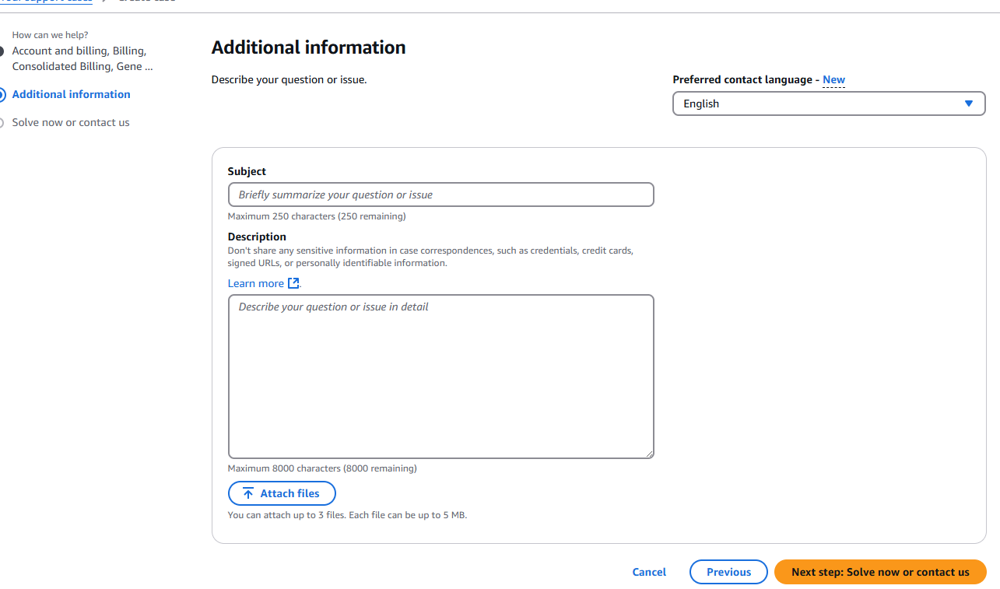 How can we help?
Account and billing, Billing,
Consolidated Billing, Gene ...
Additional information
Solve now or contact us
Additional information
Describe your question or issue.
Preferred contact language - New
English
Subject
Briefly summarize your question or issue
Maximum 250 characters (250 remaining)
Description
Don't share any sensitive information in case correspondences, such as credentials, credit cards,
signed URLs, or personally identifiable information.
Learn more
Describe your question or issue in detail
Maximum 8000 characters (8000 remaining)
Attach files
You can attach up to 3 files. Each file can be up to 5 MB.
Cancel
Previous
Next step: Solve now or contact us